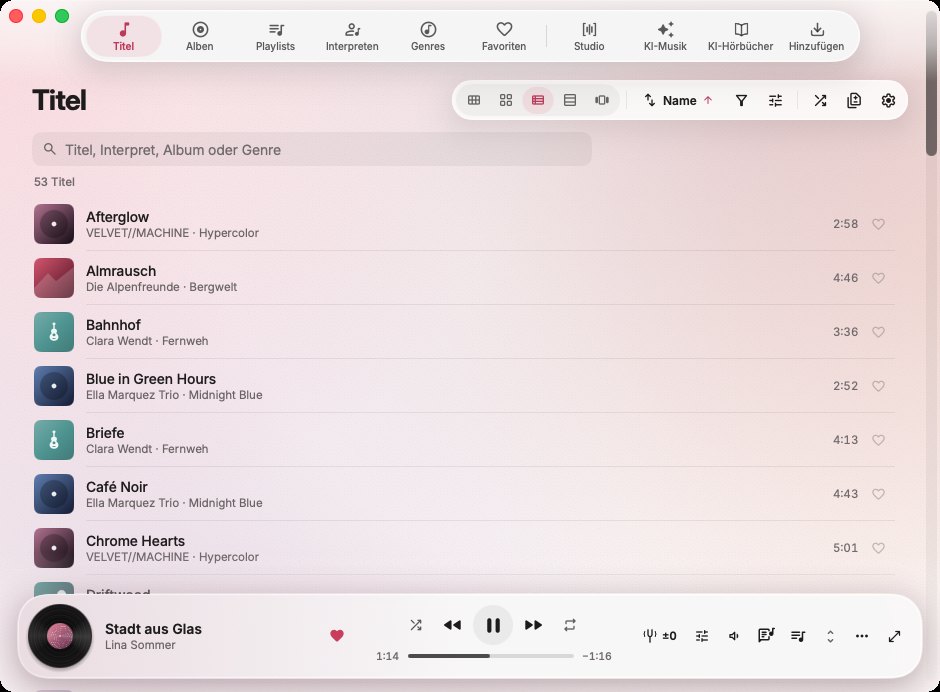 Titel
Alben
Playlists
Interpreten
Genres
Favoriten
Studio
KI-Musik
KI-Hörbücher
Hinzufügen
Titel
Name
Titel, Interpret, Album oder Genre
53 Titel
Afterglow
VELVET//MACHINE · Hypercolor
2:58
Almrausch
Die Alpenfreunde · Bergwelt
4:46
Bahnhof
Clara Wendt · Fernweh
3:36
Blue in Green Hours
Ella Marquez Trio · Midnight Blue
2:52
Briefe
Clara Wendt · Fernweh
4:13
Café Noir
Ella Marquez Trio · Midnight Blue
4:43
Chrome Hearts
VELVET//MACHINE · Hypercolor
5:01
Driftwood
Stadt aus Glas
Lina Sommer
1:14
−1:16
±0